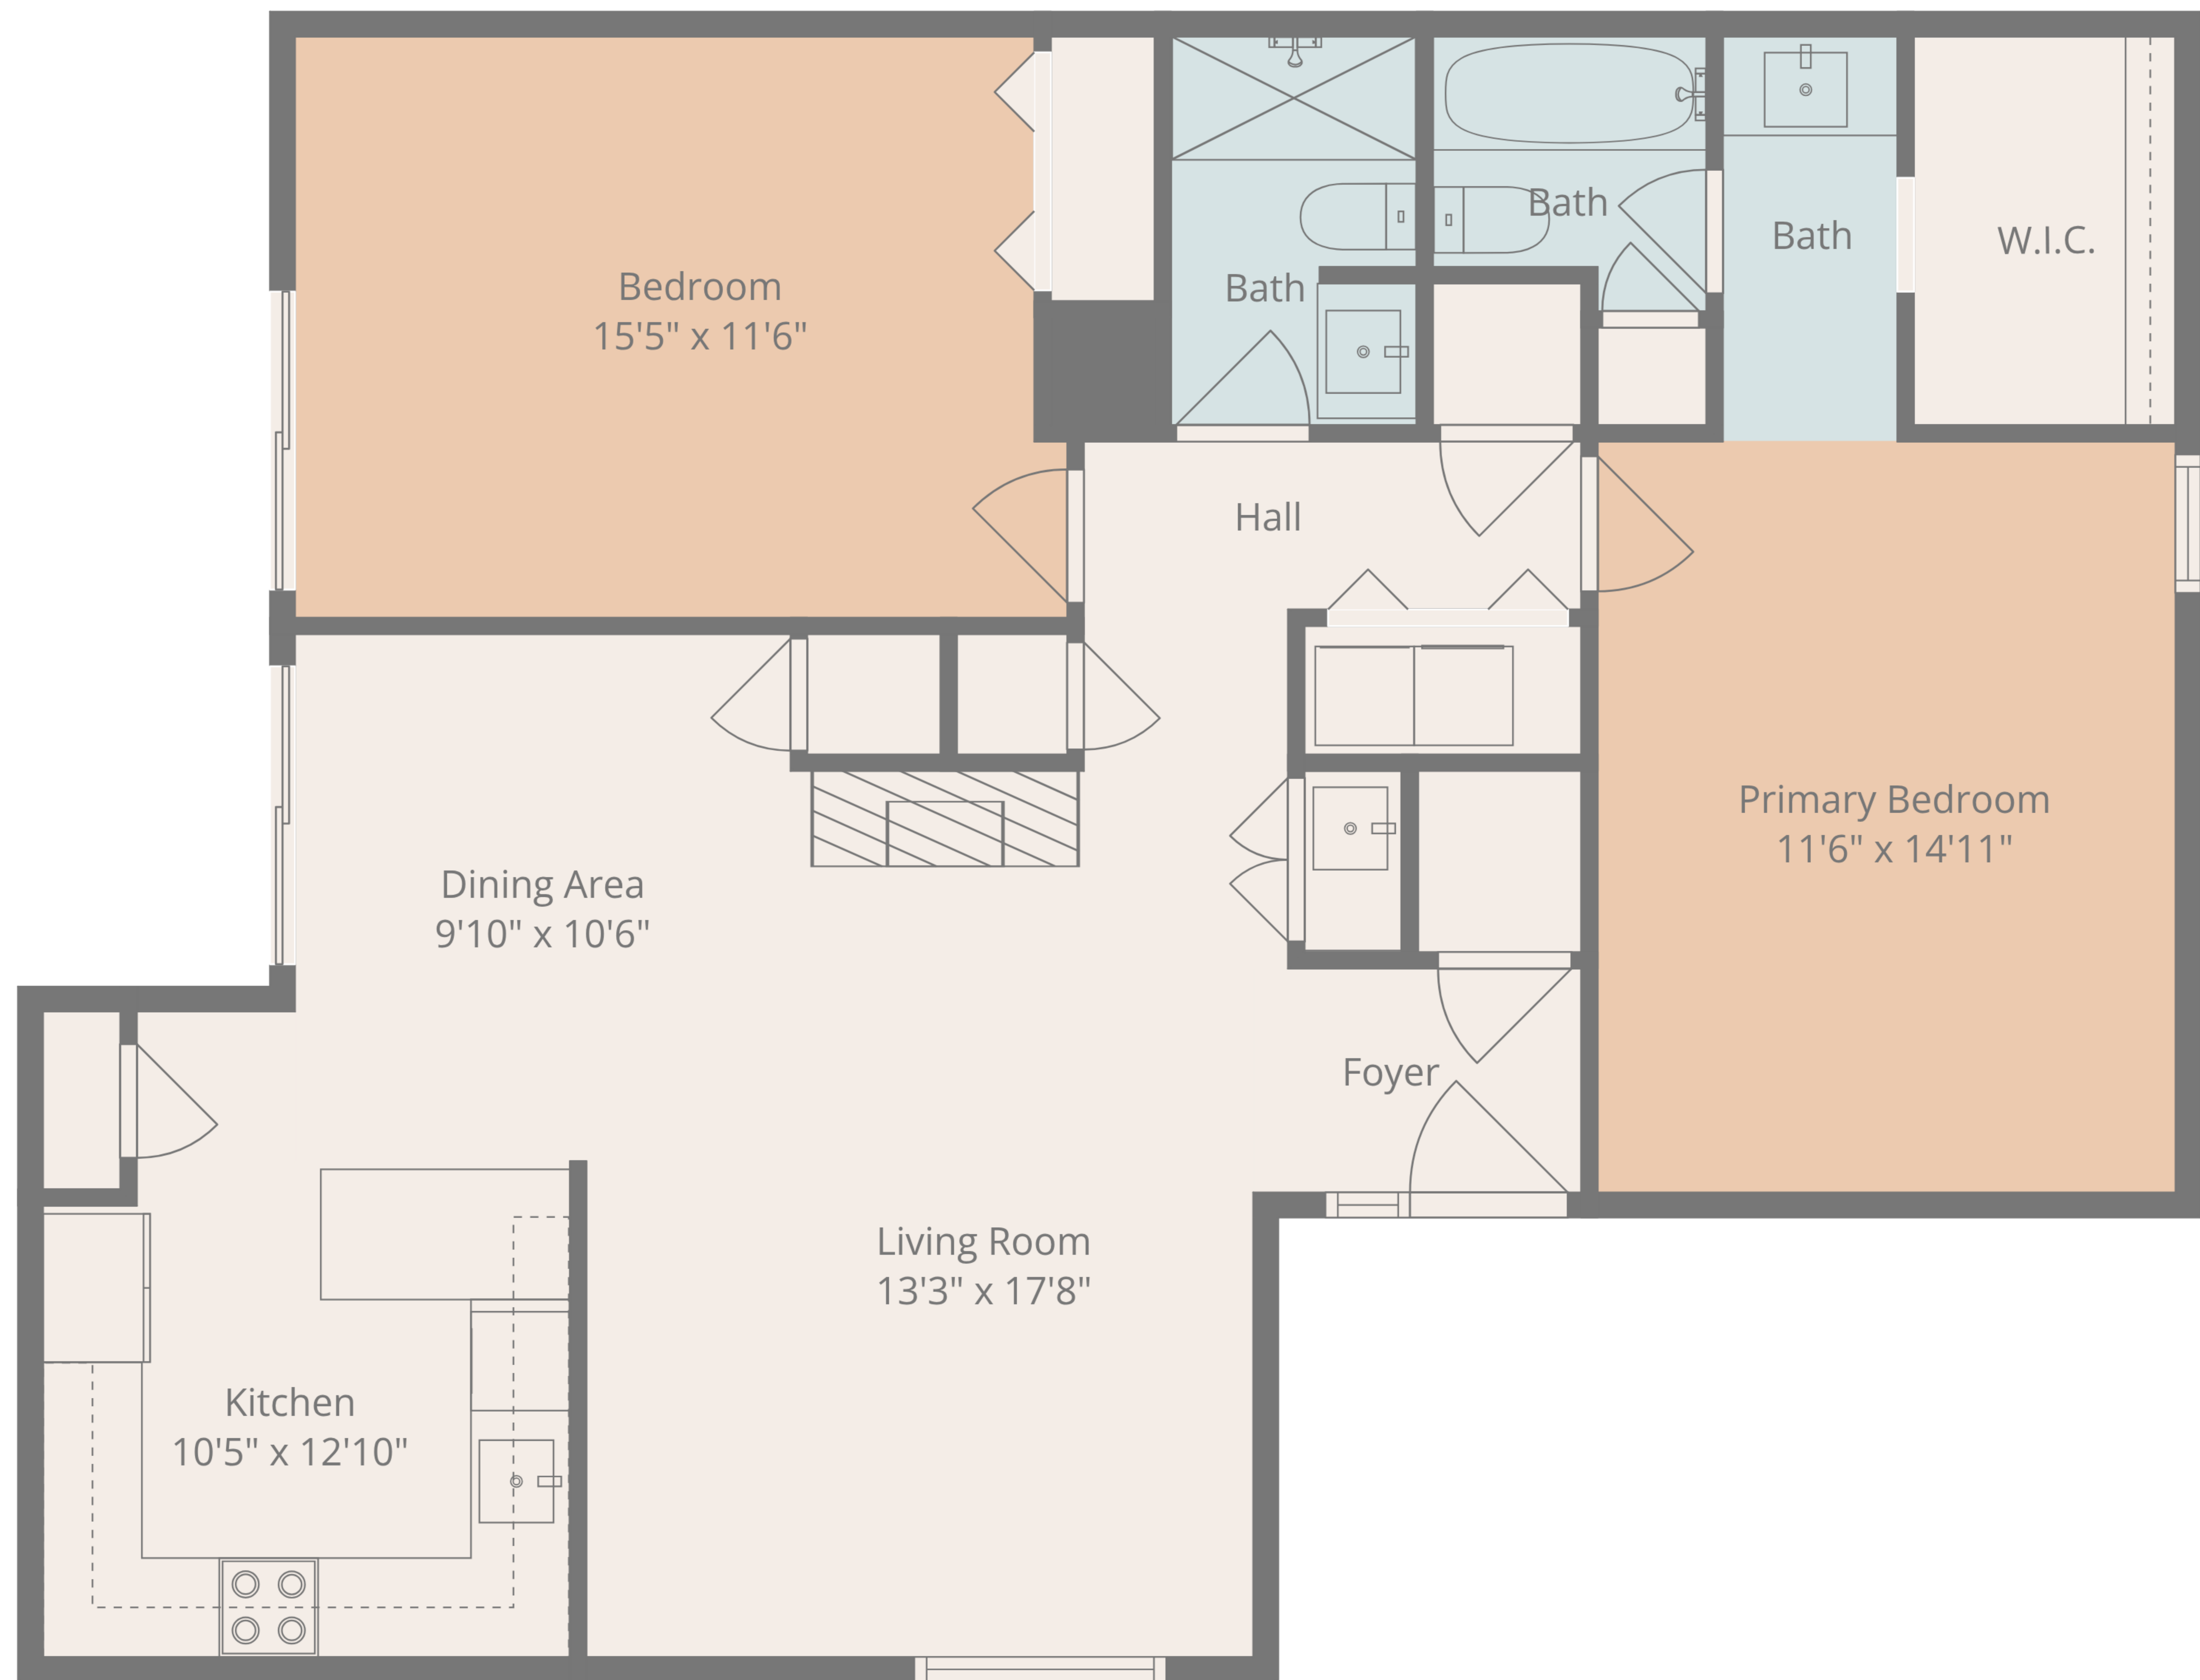 Bedroom
15'5" x 11'6"
Bath
Bath
Bath
W.I.C.
Hall
Primary Bedroom
11'6" x 14'11"
Dining Area
9'10" x 10'6"
Foyer
Living Room
13'3" x 17'8"
Kitchen
10'5" x 12'10"